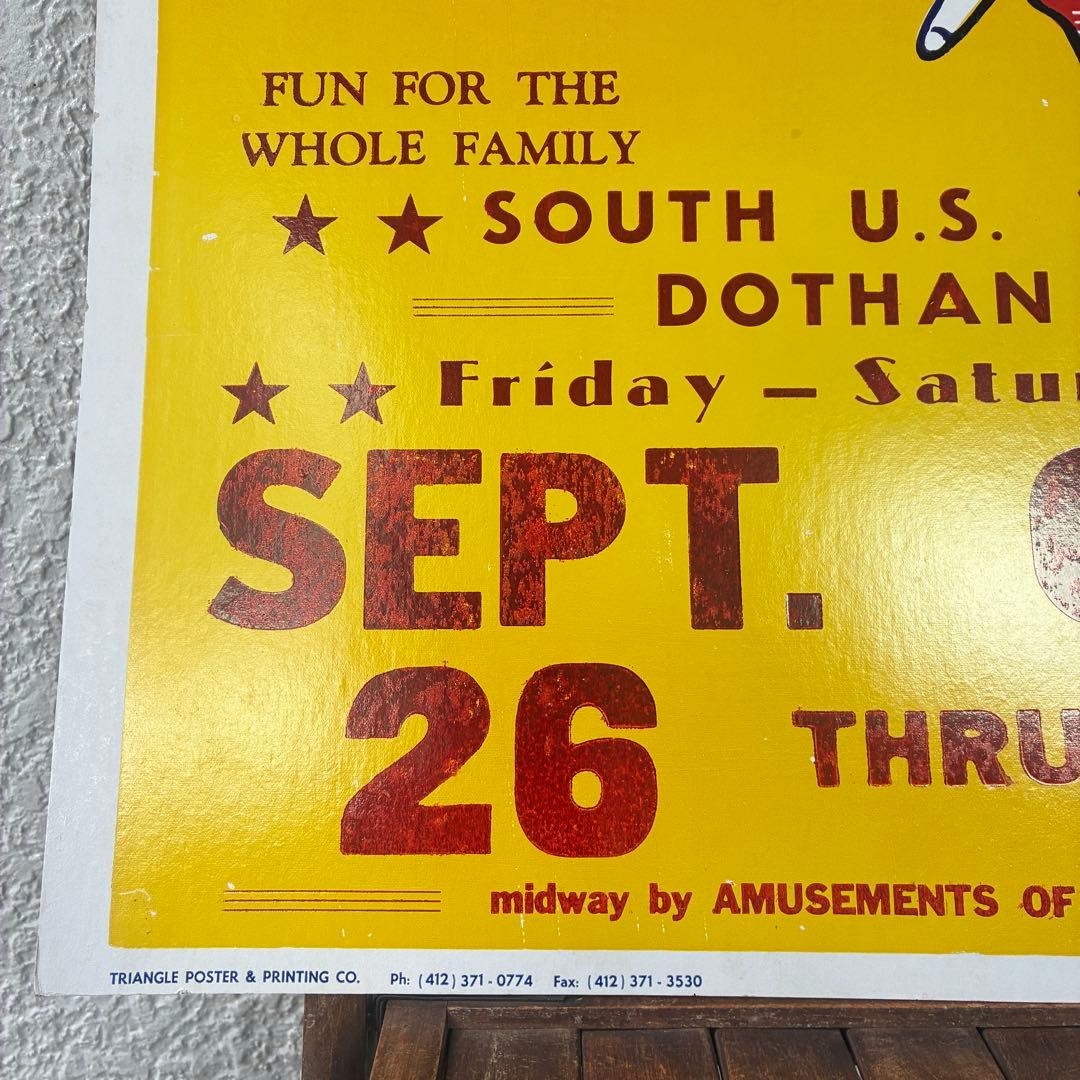 FUN FOR THE
WHOLE FAMILY
SOUTH U.S.
DOTHAN
Friday –
SEPT.
26 THRU
midway by AMUSEMENTS OF
TRIANGLE POSTER & PRINTING CO. Ph: (412) 371-0774 Fax: (412) 371-3530